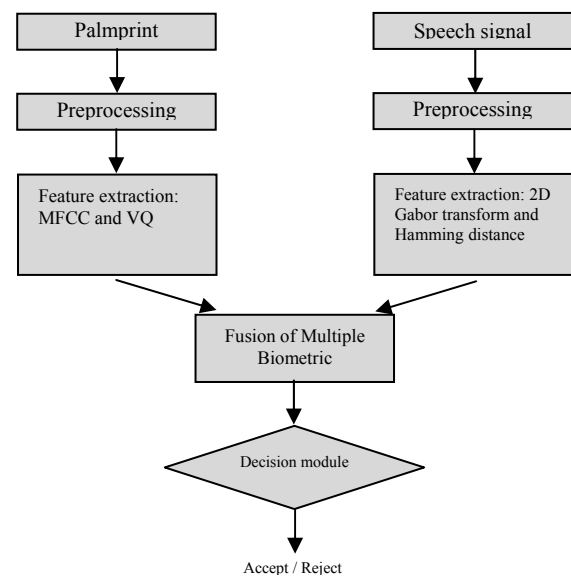 Palmprint
Speech signal
Preprocessing
Preprocessing
Feature extraction:
MFCC and VQ
Feature extraction: 2D
Gabor transform and
Hamming distance
Fusion of Multiple
Biometric
Decision module
Accept / Reject